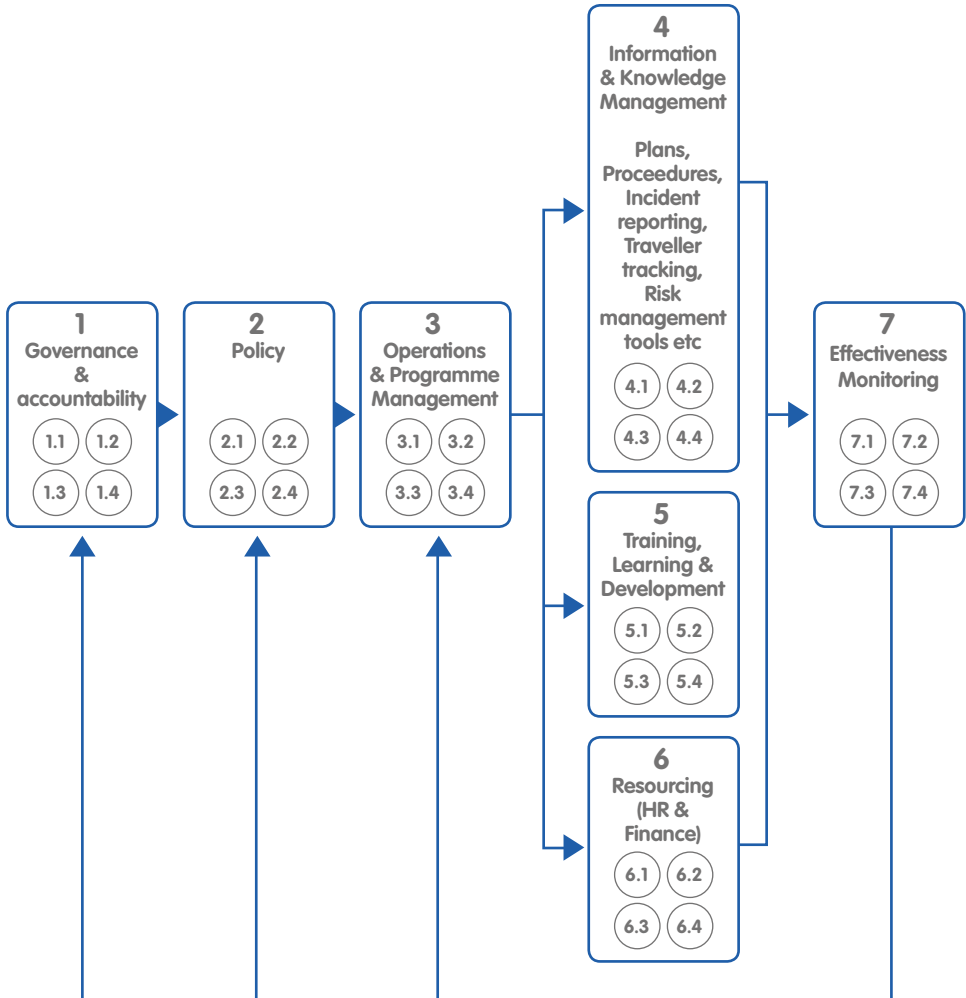 1
Governance
&
accountability
1.1 1.2
1.3 1.4
2
Policy
2.1 2.2
2.3 2.4
3
Operations
& Programme
Management
3.1 3.2
3.3 3.4
4
Information
& Knowledge
Management
Plans,
Proceedures,
Incident
reporting,
Traveller
tracking,
Risk
management
tools etc
4.1 4.2
4.3 4.4
5
Training,
Learning &
Development
5.1 5.2
5.3 5.4
6
Resourcing
(HR &
Finance)
6.1 6.2
6.3 6.4
7
Effectiveness
Monitoring
7.1 7.2
7.3 7.4